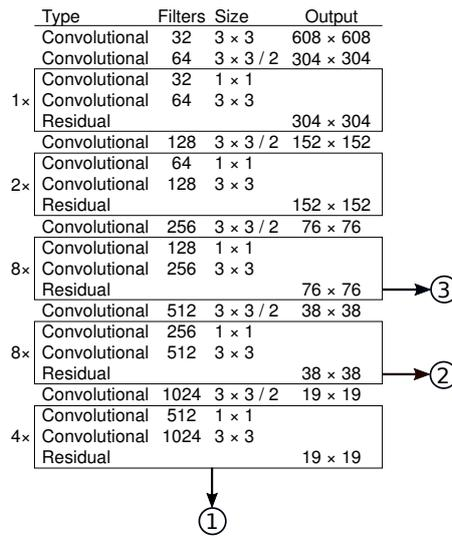 Type Filters Size Output
Convolutional 32 3 × 3 608 × 608
Convolutional 64 3 × 3 / 2 304 × 304
Convolutional 32 1 × 1
1× Convolutional 64 3 × 3
Residual 304 × 304
Convolutional 128 3 × 3 / 2 152 × 152
Convolutional 64 1 × 1
2× Convolutional 128 3 × 3
Residual 152 × 152
Convolutional 256 3 × 3 / 2 76 × 76
Convolutional 128 1 × 1
8× Convolutional 256 3 × 3
Residual 76 × 76 3
Convolutional 512 3 × 3 / 2 38 × 38
Convolutional 256 1 × 1
8× Convolutional 512 3 × 3
Residual 38 × 38 2
Convolutional 1024 3 × 3 / 2 19 × 19
Convolutional 512 1 × 1
4× Convolutional 1024 3 × 3
Residual 19 × 19
1